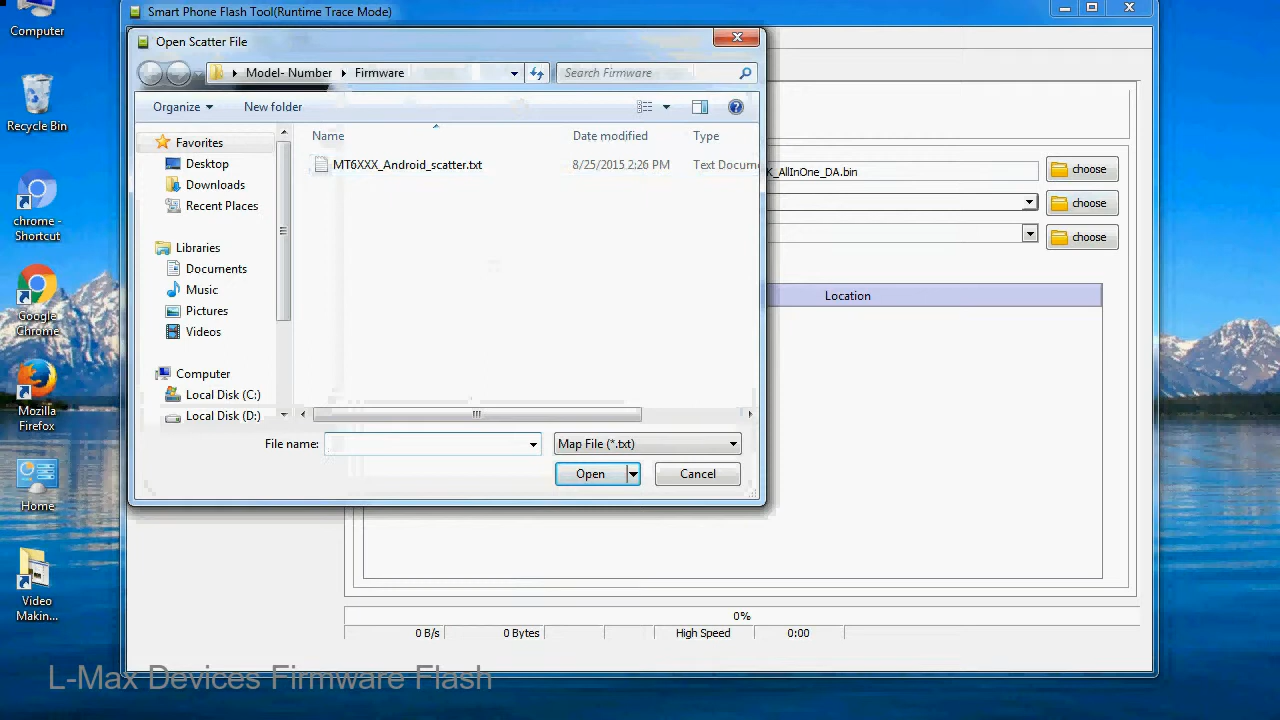 Computer
Recycle Bin
chrome -
Shortcut
Google
Chrome
Mozilla
Firefox
Home
Video
Makin...
Smart Phone Flash Tool(Runtime Trace Mode)
Open Scatter File
Model- Number
Firmware
Search Firmware
Organize
New folder
Favorites
Desktop
Downloads
Recent Places
Libraries
Documents
Music
Pictures
Videos
Computer
Local Disk (C:)
Local Disk (D:)
Name
Date modified
Type
MT6XXX_Android_scatter.txt
8/25/2015 2:26 PM
Text Docum
File name:
Map File (*.txt)
Open
Cancel
K_AllInOne_DA.bin
choose
choose
choose
Location
0%
0 B/s
0 Bytes
High Speed
0:00
L-Max Devices Firmware Flash